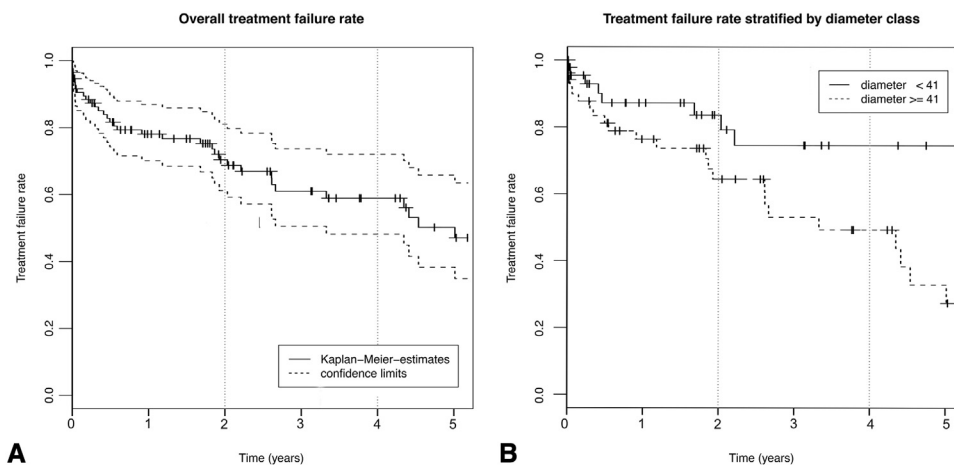 Overall treatment failure rate
Treatment failure rate
1.0
0.8
0.6
0.4
0.2
0.0
Kaplan-Meier-estimates
confidence limits
0 1 2 3 4 5
Time (years)
A
Treatment failure rate stratified by diameter class
Treatment failure rate
1.0
0.8
0.6
0.4
0.2
0.0
diameter < 41
diameter >= 41
0 1 2 3 4 5
Time (years)
B